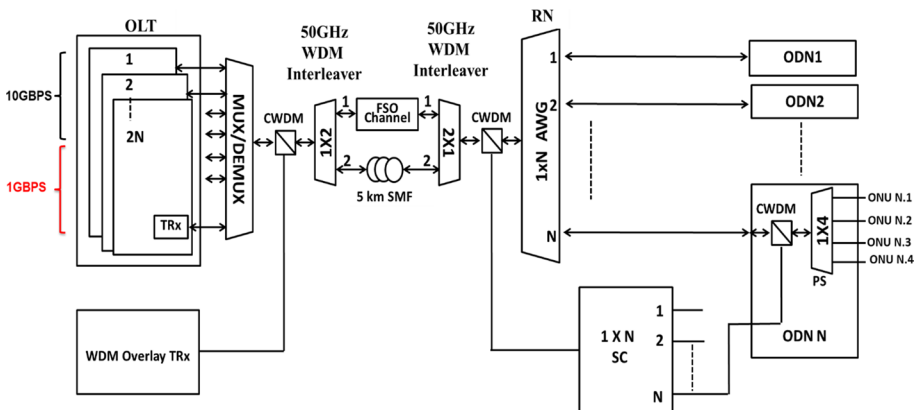 OLT
1
2
2N
TRx
10GBPS
1GBPS
MUX/DEMUX
CWDM
50GHz
WDM
Interleaver
1X2
1
FSO
Channel
1
2
2
5 km SMF
50GHz
WDM
Interleaver
2X1
CWDM
RN
1xN AWG
1
2
N
ODN1
ODN2
CWDM
1X4
PS
ONU N.1
ONU N.2
ONU N.3
ONU N.4
ODN N
WDM Overlay TRx
1 X N
SC
1
2
N